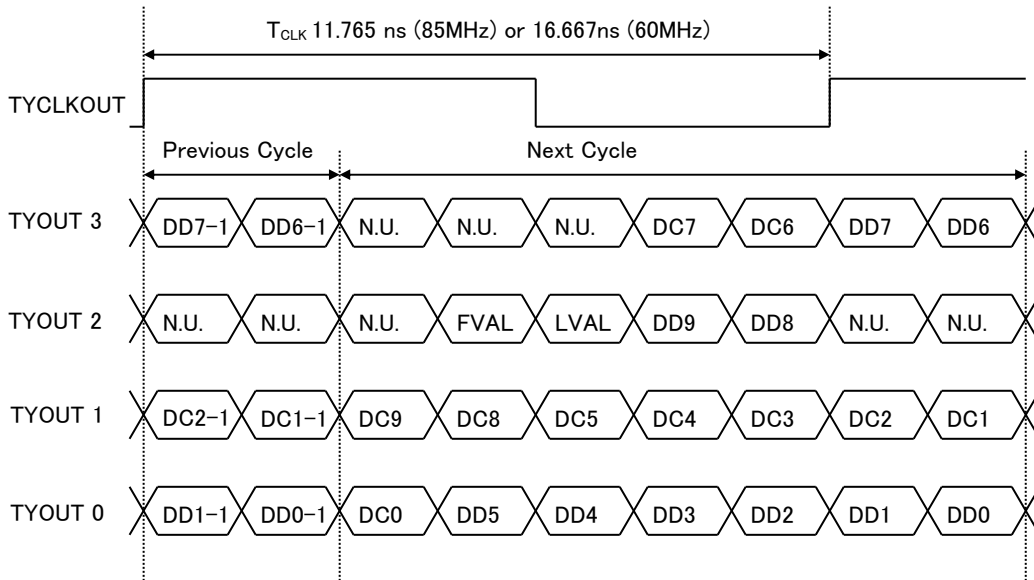 TCLK 11.765 ns (85MHz) or 16.667ns (60MHz)
TYCLKOUT
Previous Cycle Next Cycle
TYOUT 3 DD7-1 DD6-1 N.U. N.U. N.U. DC7 DC6 DD7 DD6
TYOUT 2 N.U. N.U. N.U. FVAL LVAL DD9 DD8 N.U. N.U.
TYOUT 1 DC2-1 DC1-1 DC9 DC8 DC5 DC4 DC3 DC2 DC1
TYOUT 0 DD1-1 DD0-1 DC0 DD5 DD4 DD3 DD2 DD1 DD0